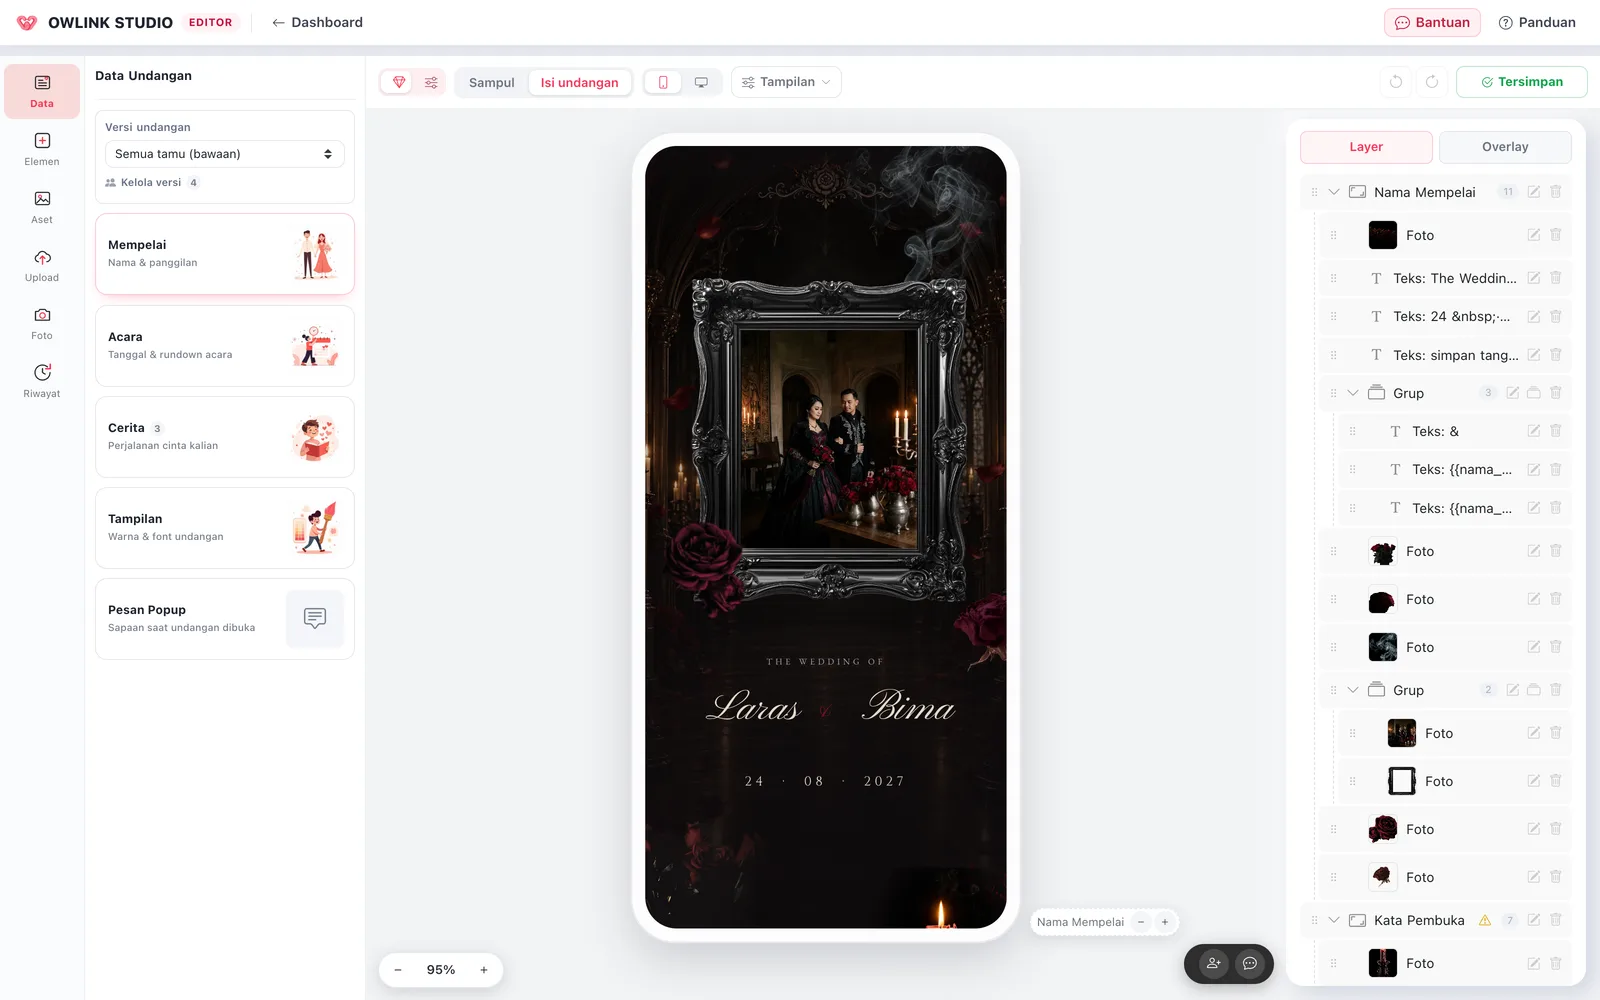 OWLINK STUDIO EDITOR
Dashboard
Bantuan
Panduan
Data
Elemen
Aset
Upload
Foto
Riwayat
Data Undangan
Versi undangan
Semua tamu (bawaan)
Kelola versi 4
Mempelai
Nama & panggilan
Acara
Tanggal & rundown acara
Cerita 3
Perjalanan cinta kalian
Tampilan
Warna & font undangan
Pesan Popup
Sapaan saat undangan dibuka
Sampul
Isi undangan
Tampilan
Tersimpan
THE WEDDING OF
Laras & Bima
24 · 08 · 2027
Nama Mempelai − +
− 95% +
Layer
Overlay
Nama Mempelai 11
Foto
Teks: The Weddin...
Teks: 24 &nbsp;·...
Teks: simpan tang...
Grup 3
Teks: &
Teks: {{nama_...
Teks: {{nama_...
Foto
Foto
Foto
Grup 2
Foto
Foto
Foto
Foto
Kata Pembuka 7
Foto